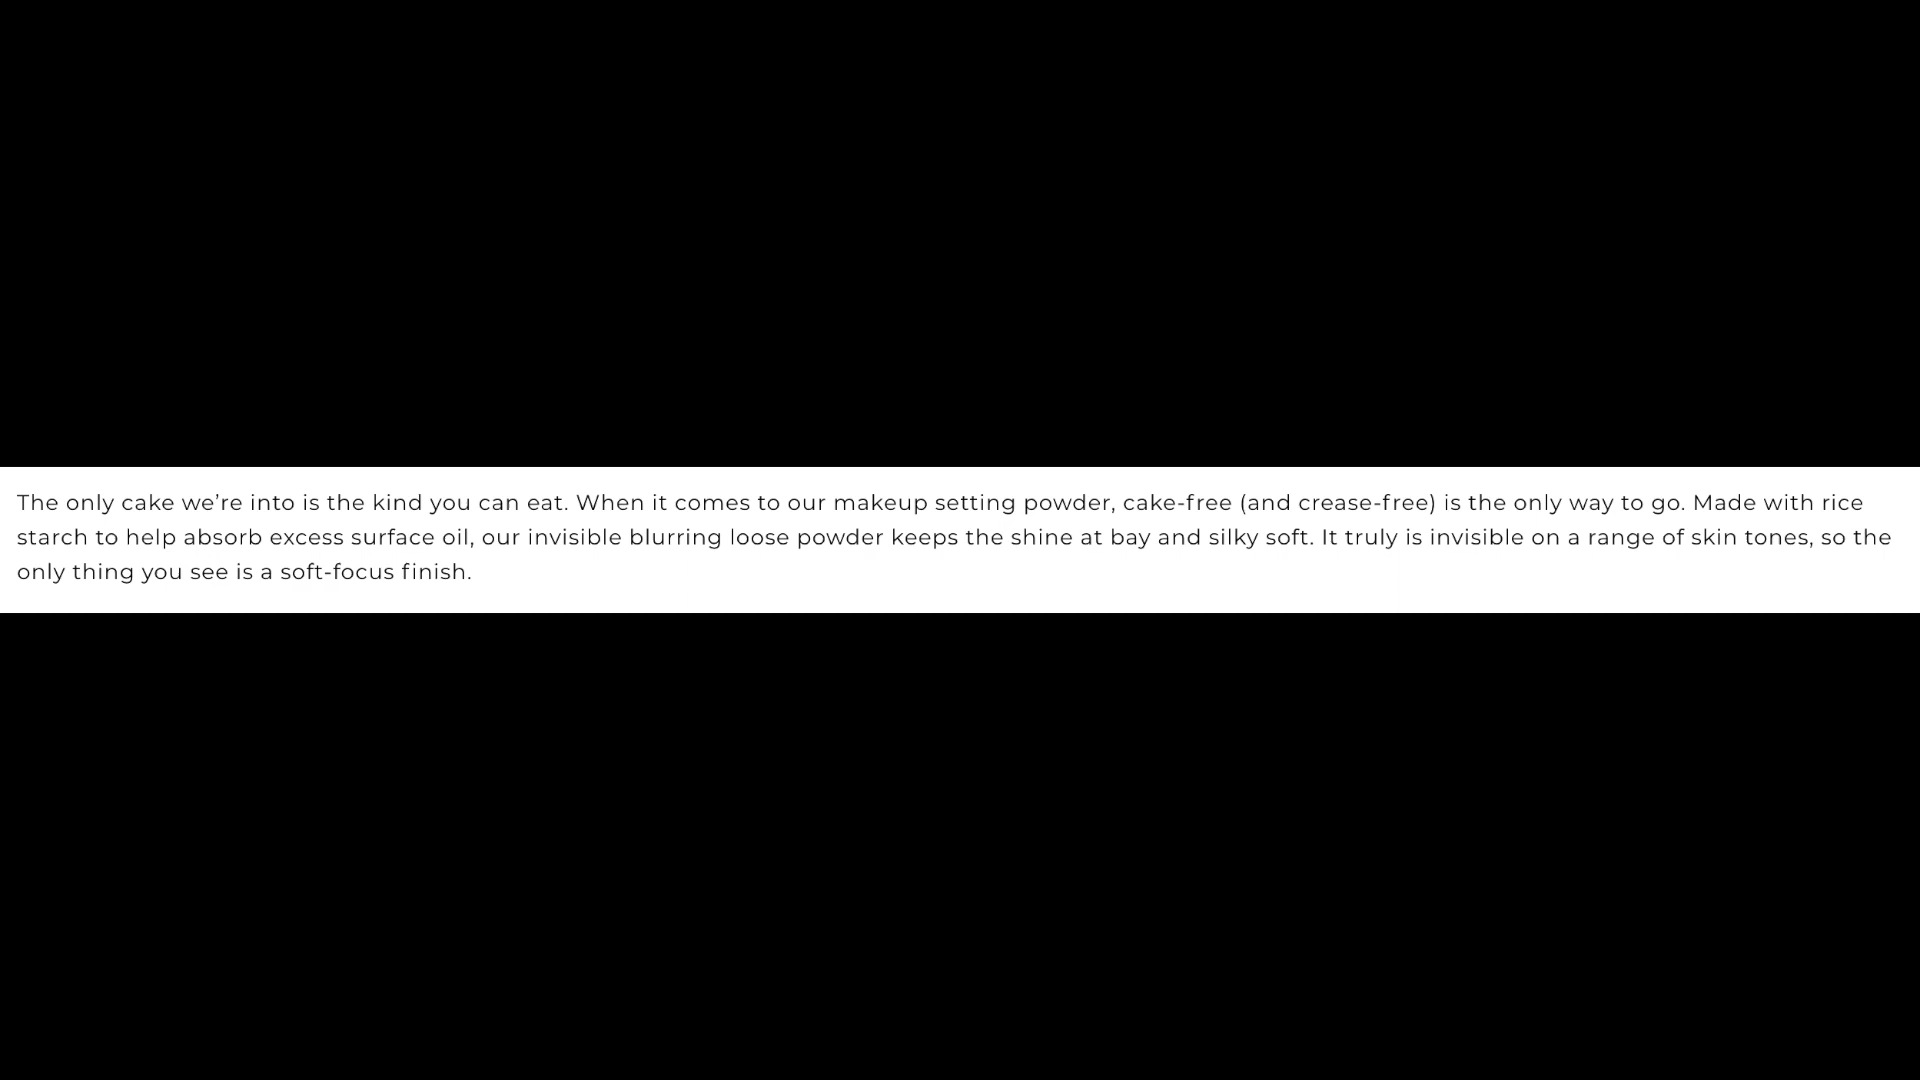 The only cake we’re into is the kind you can eat. When it comes to our makeup setting powder, cake-free (and crease-free) is the only way to go. Made with rice
starch to help absorb excess surface oil, our invisible blurring loose powder keeps the shine at bay and silky soft. It truly is invisible on a range of skin tones, so the
only thing you see is a soft-focus finish.